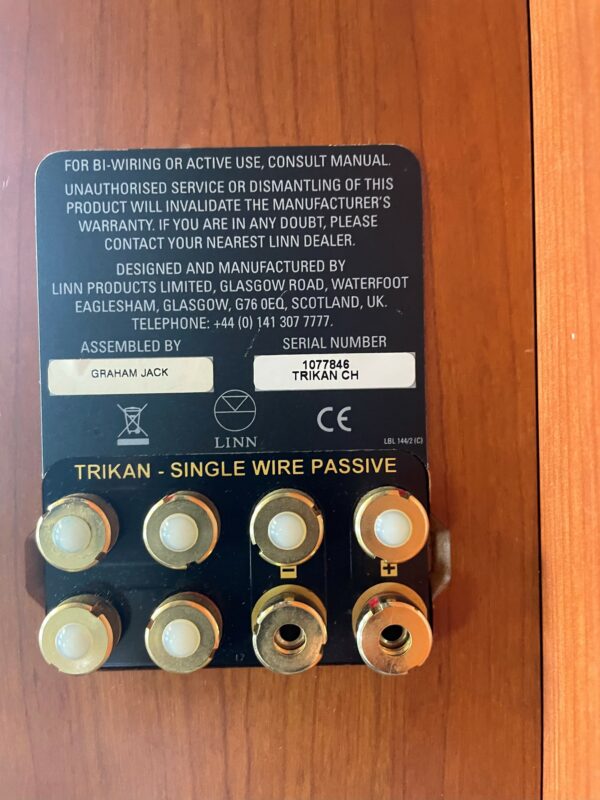 FOR BI-WIRING OR ACTIVE USE, CONSULT MANUAL.
UNAUTHORISED SERVICE OR DISMANTLING OF THIS
PRODUCT WILL INVALIDATE THE MANUFACTURER'S
WARRANTY. IF YOU ARE IN ANY DOUBT, PLEASE
CONTACT YOUR NEAREST LINN DEALER.
DESIGNED AND MANUFACTURED BY
LINN PRODUCTS LIMITED, GLASGOW ROAD, WATERFOOT
EAGLESHAM, GLASGOW, G76 0EQ, SCOTLAND, UK.
TELEPHONE: +44 (0) 141 307 7777.
ASSEMBLED BY
GRAHAM JACK
SERIAL NUMBER
1077846
TRIKAN CH
LINN
CE
LBL 144/2 (C)
TRIKAN - SINGLE WIRE PASSIVE
- +
17